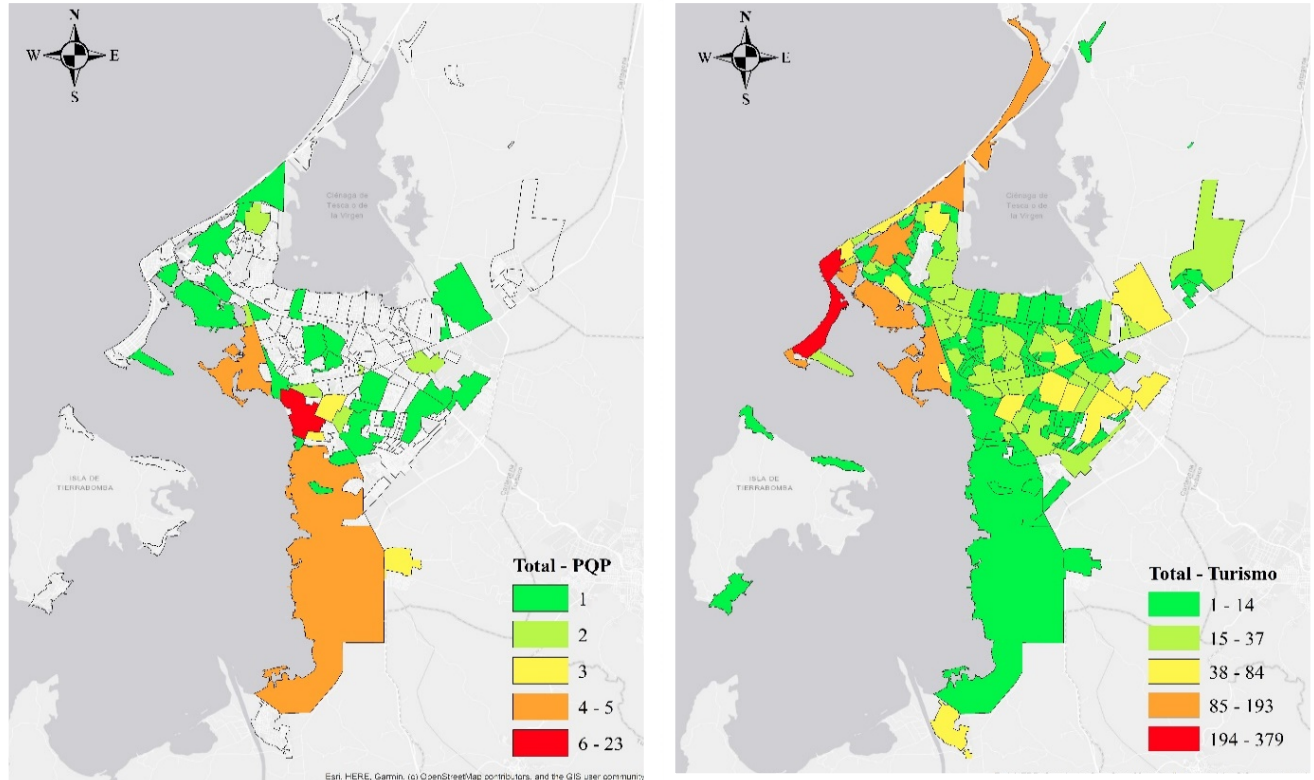 N
W E
S
Ciénaga de
Tesca o de
la Virgen
ISLA DE
TIERRABOMBA
Total - PQP
1
2
3
4 - 5
6 - 23
Esri, HERE, Garmin, (c) OpenStreetMap contributors, and the GIS user community
N
W E
S
Ciénaga de
Tesca o de
la Virgen
ISLA DE
TIERRABOMBA
Total - Turismo
1 - 14
15 - 37
38 - 84
85 - 193
194 - 379